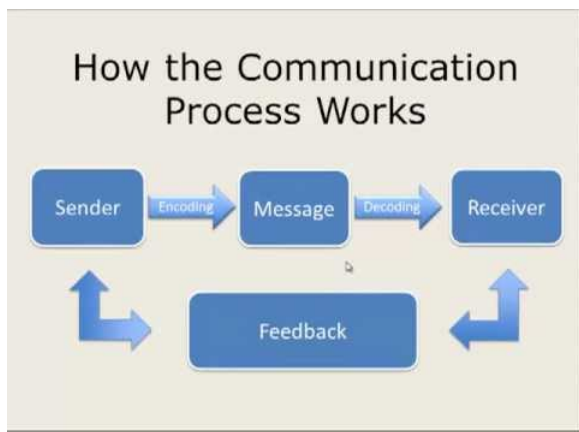 How the Communication
Process Works
Sender
Encoding
Message
Decoding
Receiver
Feedback